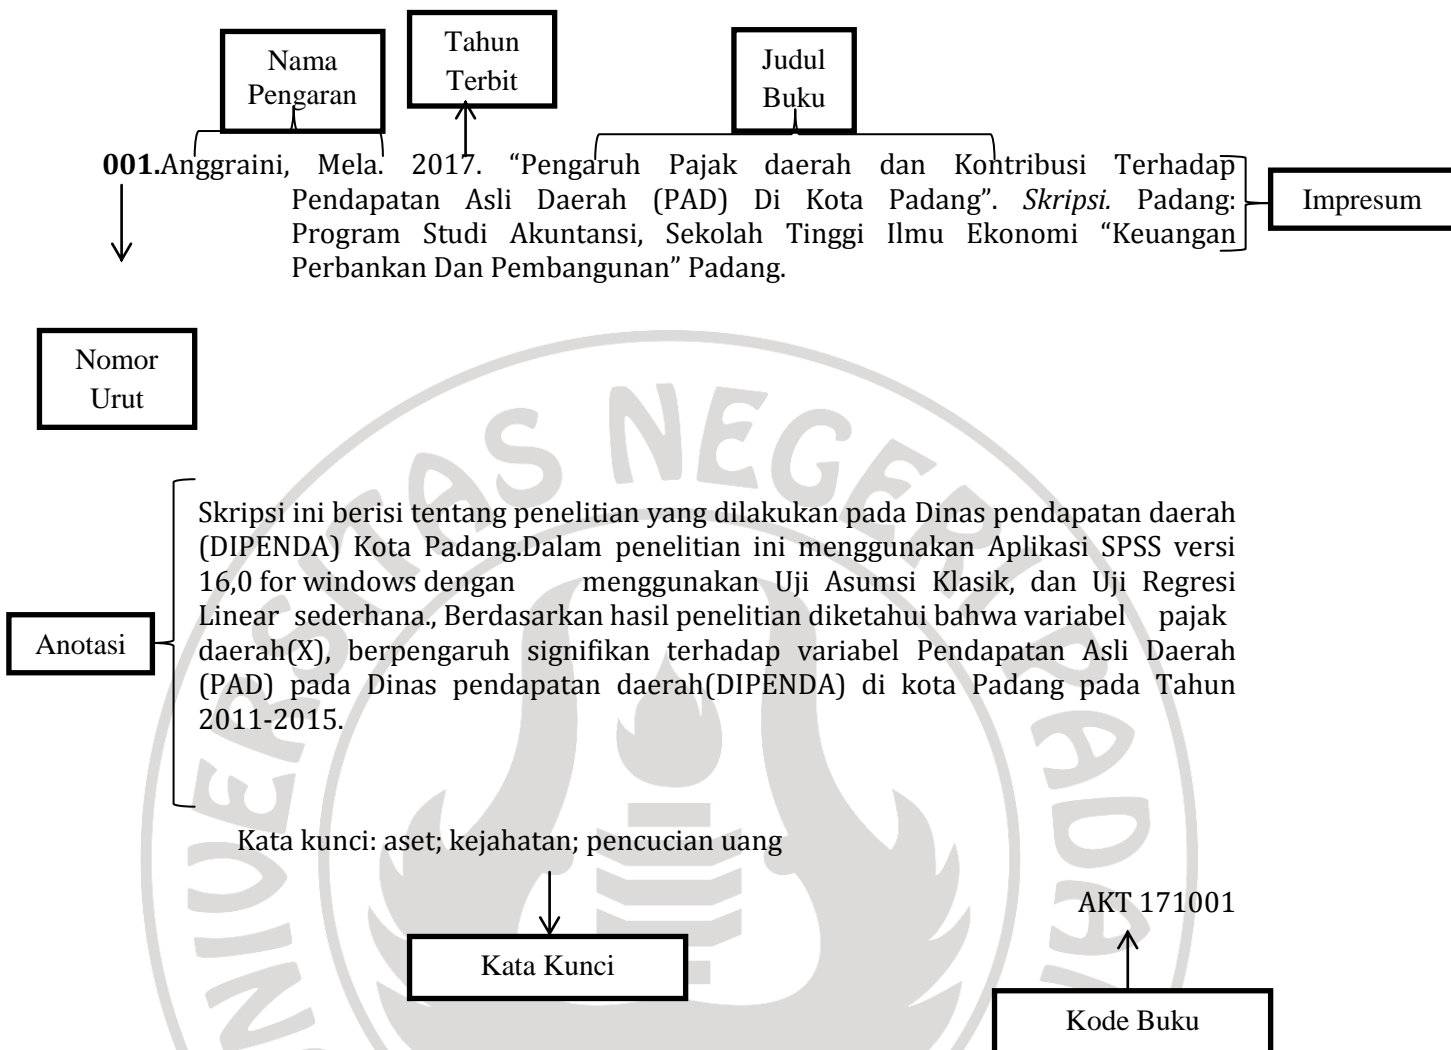 Nama
Pengaran
Tahun
Terbit
Judul
Buku
001.Anggraini, Mela. 2017. “Pengaruh Pajak daerah dan Kontribusi Terhadap
Pendapatan Asli Daerah (PAD) Di Kota Padang”. Skripsi. Padang:
Program Studi Akuntansi, Sekolah Tinggi Ilmu Ekonomi “Keuangan
Perbankan Dan Pembangunan” Padang.
Impresum
Nomor
Urut
Skripsi ini berisi tentang penelitian yang dilakukan pada Dinas pendapatan daerah
(DIPENDA) Kota Padang.Dalam penelitian ini menggunakan Aplikasi SPSS versi
16,0 for windows dengan menggunakan Uji Asumsi Klasik, dan Uji Regresi
Linear sederhana., Berdasarkan hasil penelitian diketahui bahwa variabel pajak
daerah(X), berpengaruh signifikan terhadap variabel Pendapatan Asli Daerah
(PAD) pada Dinas pendapatan daerah(DIPENDA) di kota Padang pada Tahun
2011-2015.
Anotasi
Kata kunci: aset; kejahatan; pencucian uang
AKT 171001
Kata Kunci
Kode Buku
UNIVERSITAS NEGERI PADA